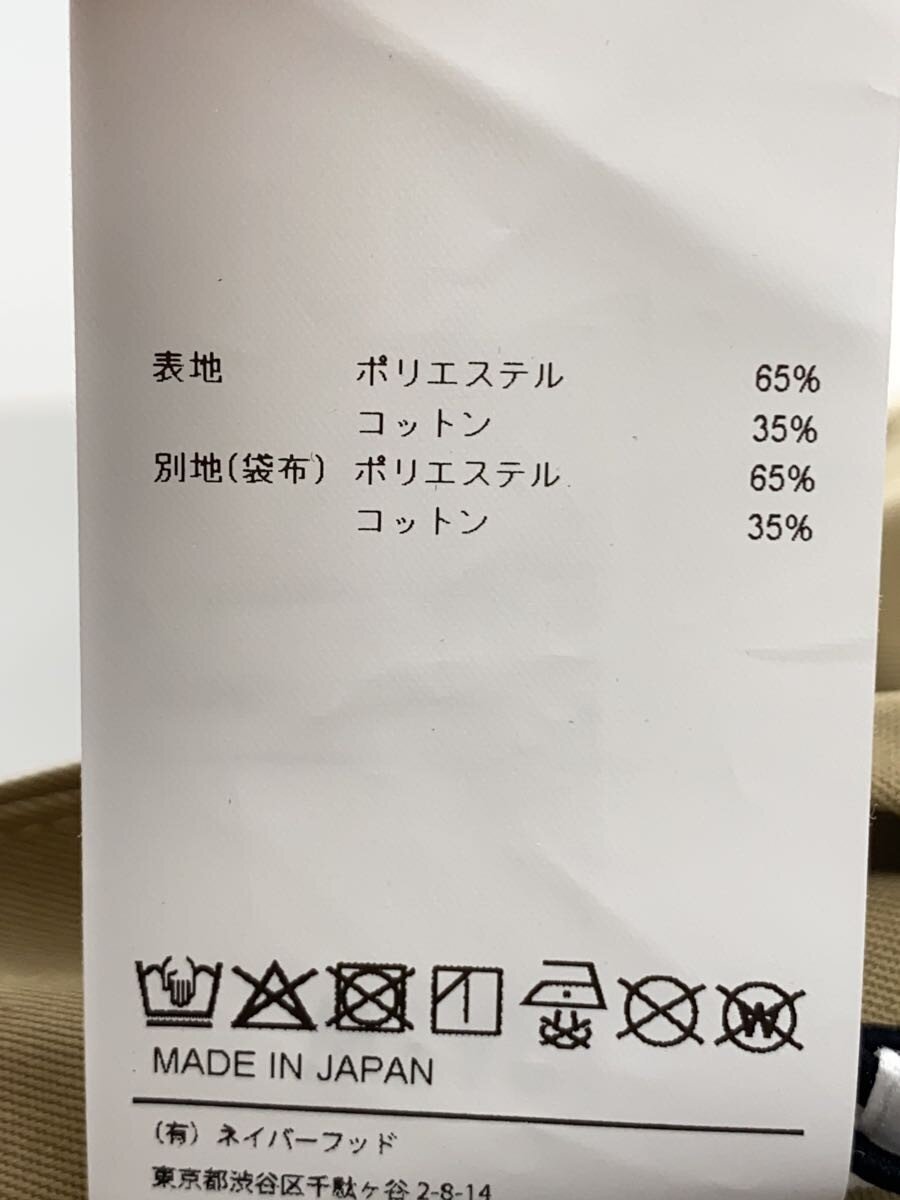 表地 ポリエステル 65%
コットン 35%
別地(袋布) ポリエステル 65%
コットン 35%
MADE IN JAPAN
(有) ネイバーフッド
東京都渋谷区千駄ヶ谷 2-8-14